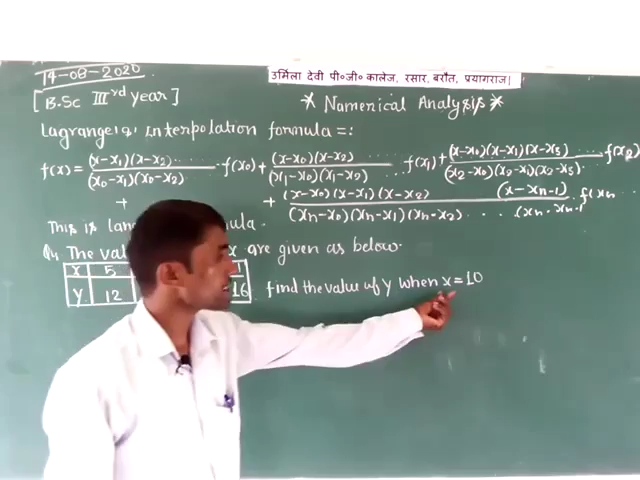 14-08-2020
उर्मिला देवी पी०जी० कालेज, रसार, बरौत, प्रयागराज।
[B.Sc IIIrd year]
* Numerical Analysis *
Lagrange's Interpolation formula =:
f(x) = (x-x1)(x-x2)...... / (x0-x1)(x0-x2) . f(x0) + (x-x0)(x-x2) ...... / (x1-x0)(x1-x2) ...... f(x1) + (x-x0)(x-x1)(x-x3) ...... / (x2-x0)(x2-x1)(x2-x3) . f(x2)
+ + (x-x0)(x-x1)(x-x2) (x-xn-1) / (xn-x0)(xn-x1)(xn-x2) .... (xn-xn-1 . f(xn
This is
Q. The are given as below.
X 5
Y 12 16 find the value of y when x=10